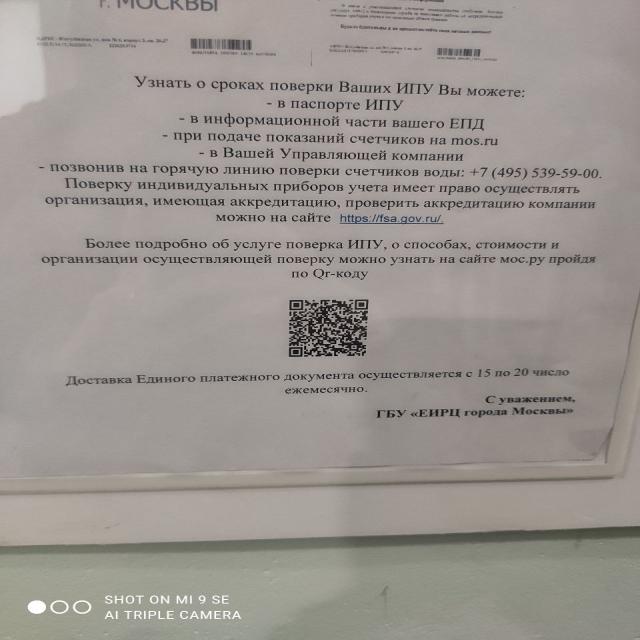 г. МОСКВЫ
Узнать о сроках поверки Ваших ИПУ Вы можете:
- в паспорте ИПУ
- в информационной части вашего ЕПД
- при подаче показаний счетчиков на mos.ru
- в Вашей Управляющей компании
- позвонив на горячую линию поверки счетчиков воды: +7 (495) 539-59-00.
Поверку индивидуальных приборов учета имеет право осуществлять
организация, имеющая аккредитацию, проверить аккредитацию компании
можно на сайте https://fsa.gov.ru/.
Более подробно об услуге поверка ИПУ, о способах, стоимости и
организации осуществляющей поверку можно узнать на сайте мос.ру пройдя
по Qr-коду
Доставка Единого платежного документа осуществляется с 15 по 20 число
ежемесячно.
С уважением,
ГБУ «ЕИРЦ города Москвы»
SHOT ON MI 9 SE
AI TRIPLE CAMERA